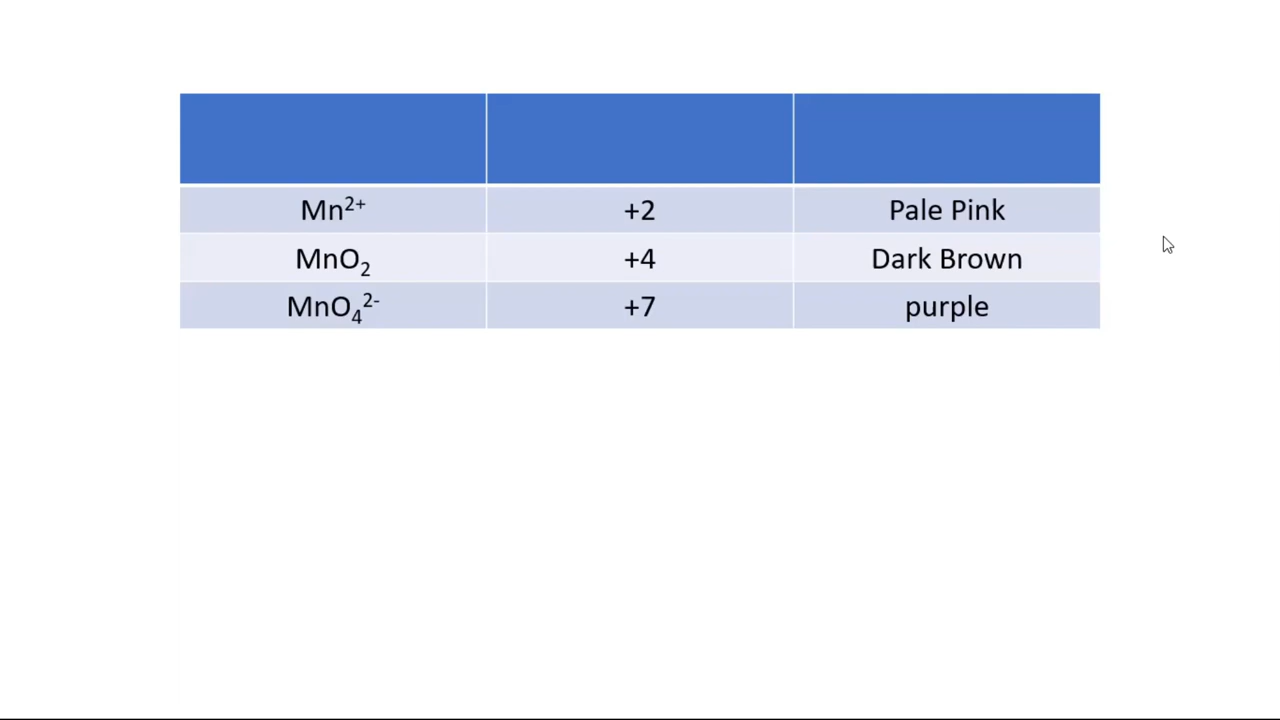 Mn²⁺ +2 Pale Pink
MnO₂ +4 Dark Brown
MnO₄²⁻ +7 purple